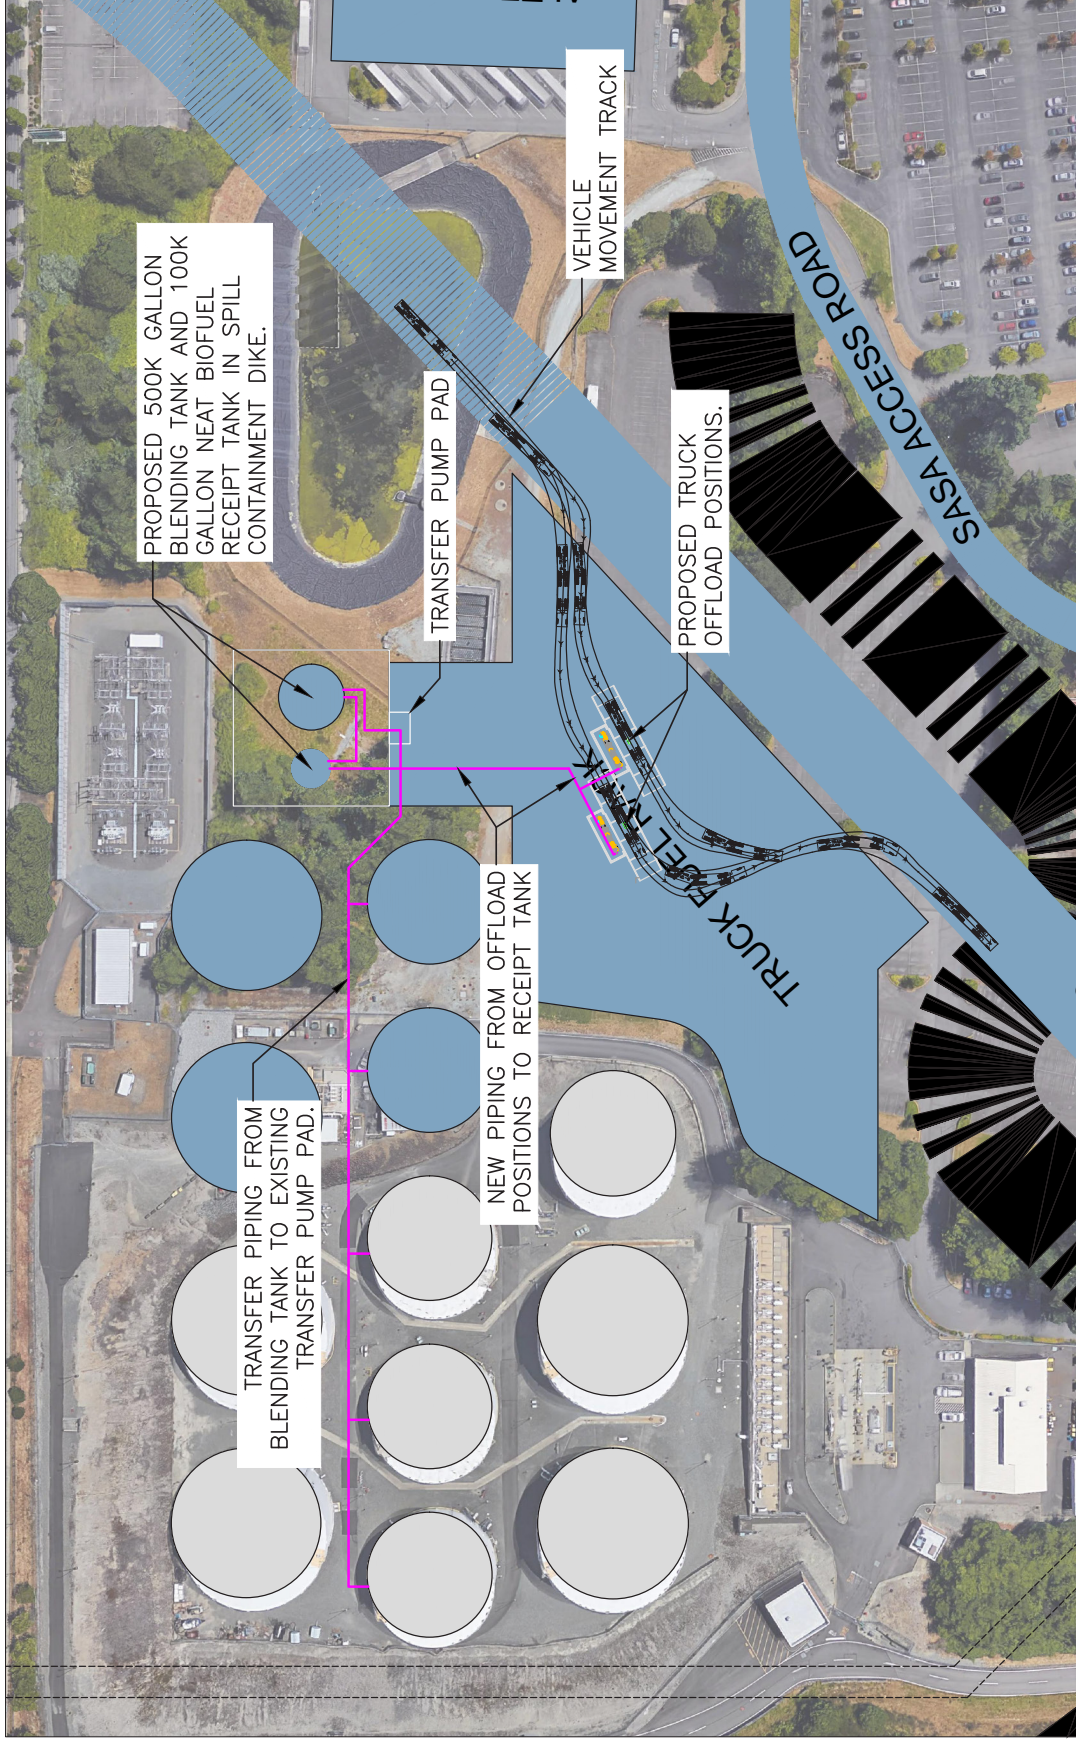 PROPOSED 500K GALLON
BLENDING TANK AND 100K
GALLON NEAT BIOFUEL
RECEIPT TANK IN SPILL
CONTAINMENT DIKE.
VEHICLE
MOVEMENT TRACK
TRANSFER PUMP PAD
PROPOSED TRUCK
OFFLOAD POSITIONS.
SASA ACCESS ROAD
TRUCK FUEL
NEW PIPING FROM OFFLOAD
POSITIONS TO RECEIPT TANK
TRANSFER PIPING FROM
BLENDING TANK TO EXISTING
TRANSFER PUMP PAD.